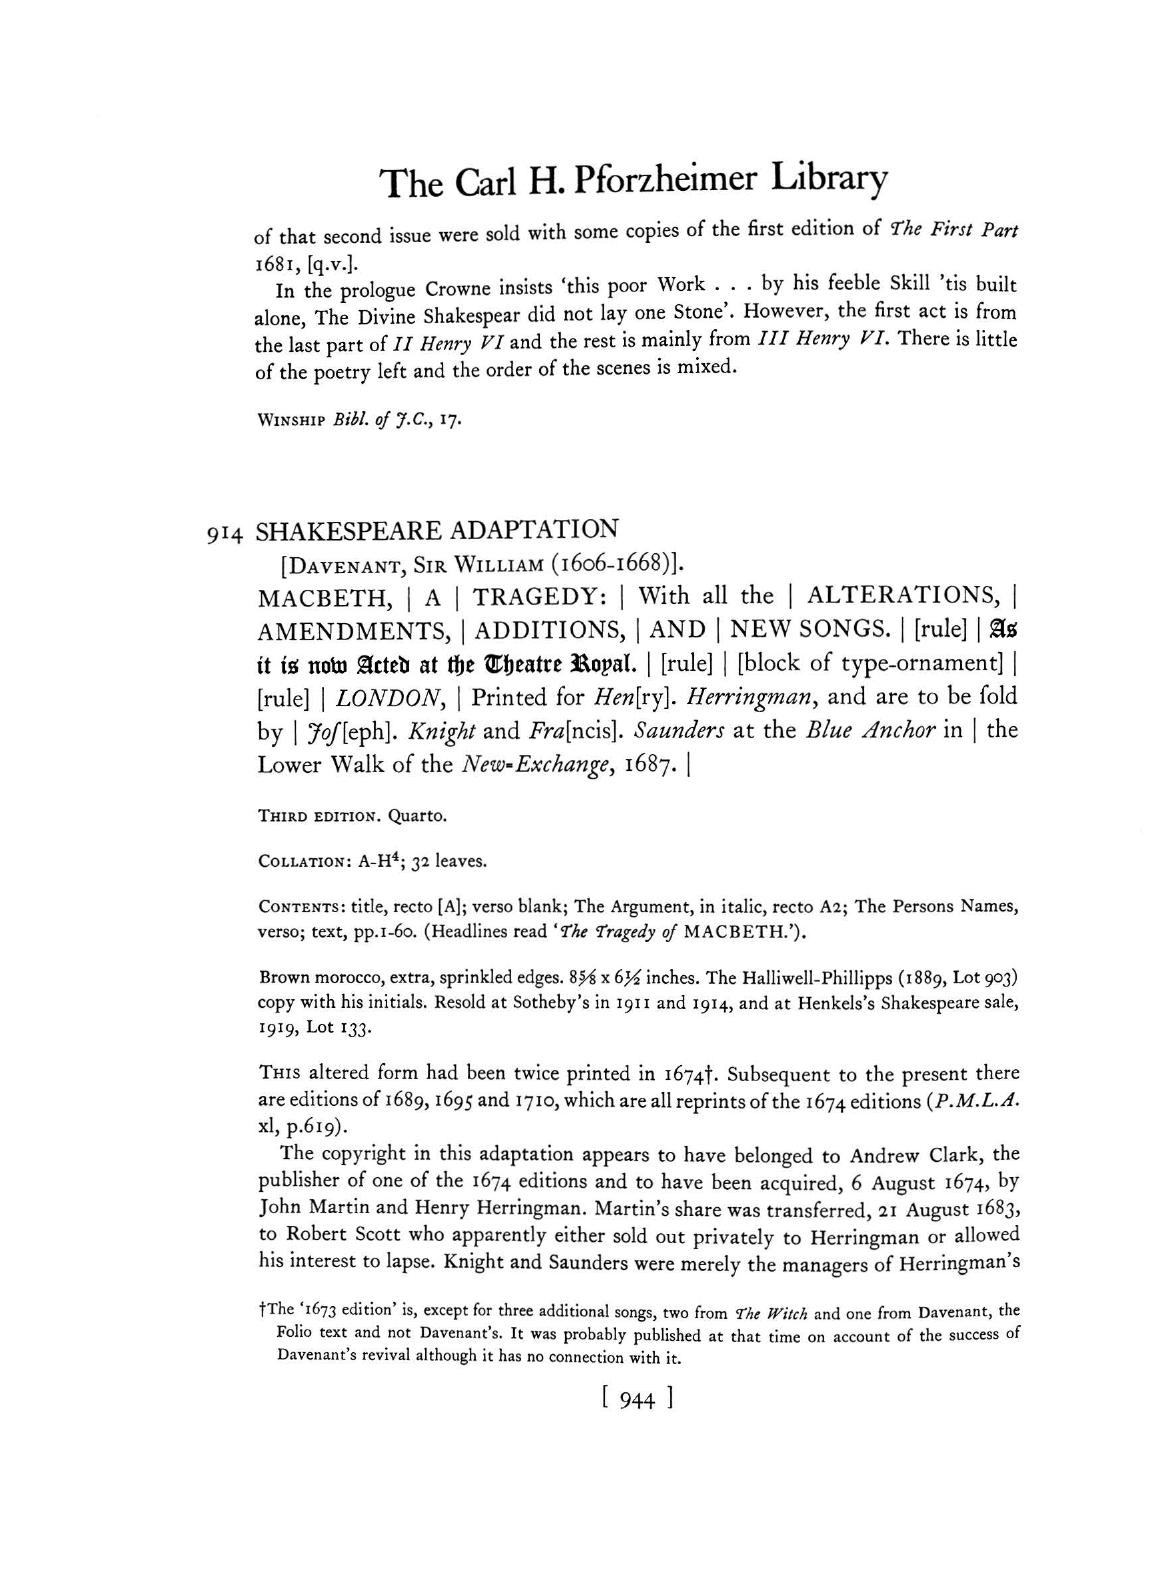 The Carl H. Pforzheimer Library
of that second issue were sold with some copies of the first edition of The First Part
1681, [q.v.].
In the prologue Crowne insists ‘this poor Work . . . by his feeble Skill ’tis built
alone, The Divine Shakespear did not lay one Stone’. However, the first act is from
the last part of II Henry VI and the rest is mainly from III Henry VI. There is little
of the poetry left and the order of the scenes is mixed.
WINSHIP Bibl. of J.C., 17.
914 SHAKESPEARE ADAPTATION
[DAVENANT, SIR WILLIAM (1606-1668)].
MACBETH, | A | TRAGEDY: | With all the | ALTERATIONS, |
AMENDMENTS, | ADDITIONS, | AND | NEW SONGS. | [rule] | As
it is now Acted at the Theatre Royal. | [rule] | [block of type-ornament] |
[rule] | LONDON, | Printed for Hen[ry]. Herringman, and are to be ſold
by | Joſ[eph]. Knight and Fra[ncis]. Saunders at the Blue Anchor in | the
Lower Walk of the New-Exchange, 1687. |
THIRD EDITION. Quarto.
COLLATION: A-H⁴; 32 leaves.
CONTENTS: title, recto [A]; verso blank; The Argument, in italic, recto A2; The Persons Names,
verso; text, pp.1-60. (Headlines read ‘The Tragedy of MACBETH.’).
Brown morocco, extra, sprinkled edges. 8⅝ x 6½ inches. The Halliwell-Phillipps (1889, Lot 903)
copy with his initials. Resold at Sotheby’s in 1911 and 1914, and at Henkels’s Shakespeare sale,
1919, Lot 133.
THIS altered form had been twice printed in 1674†. Subsequent to the present there
are editions of 1689, 1695 and 1710, which are all reprints of the 1674 editions (P.M.L.A.
xl, p.619).
The copyright in this adaptation appears to have belonged to Andrew Clark, the
publisher of one of the 1674 editions and to have been acquired, 6 August 1674, by
John Martin and Henry Herringman. Martin’s share was transferred, 21 August 1683,
to Robert Scott who apparently either sold out privately to Herringman or allowed
his interest to lapse. Knight and Saunders were merely the managers of Herringman’s
†The ‘1673 edition’ is, except for three additional songs, two from The Witch and one from Davenant, the
Folio text and not Davenant’s. It was probably published at that time on account of the success of
Davenant’s revival although it has no connection with it.
[ 944 ]